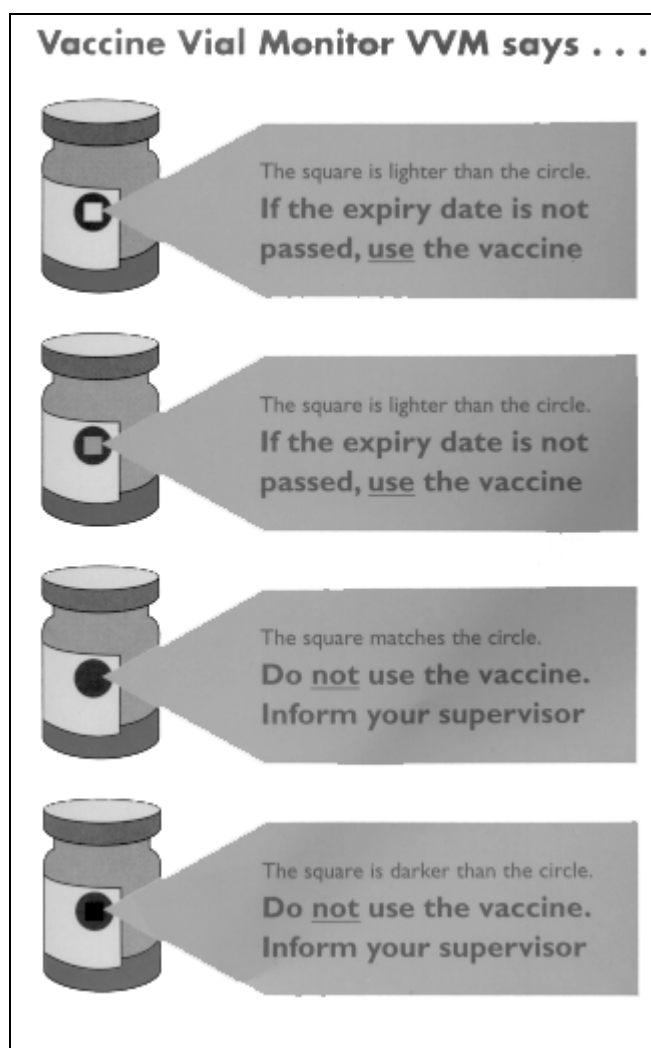 Vaccine Vial Monitor VVM says . . .
The square is lighter than the circle.
If the expiry date is not
passed, use the vaccine
The square is lighter than the circle.
If the expiry date is not
passed, use the vaccine
The square matches the circle.
Do not use the vaccine.
Inform your supervisor
The square is darker than the circle.
Do not use the vaccine.
Inform your supervisor